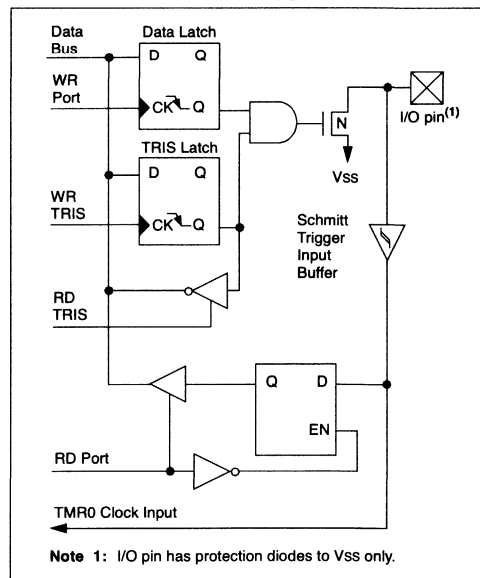 Data
Bus
Data Latch
D Q
WR
Port
CK Q
N
I/O pin(1)
VSS
TRIS Latch
D Q
WR
TRIS
CK Q
Schmitt
Trigger
Input
Buffer
RD
TRIS
Q D
EN
RD Port
TMR0 Clock Input
Note 1: I/O pin has protection diodes to VSS only.